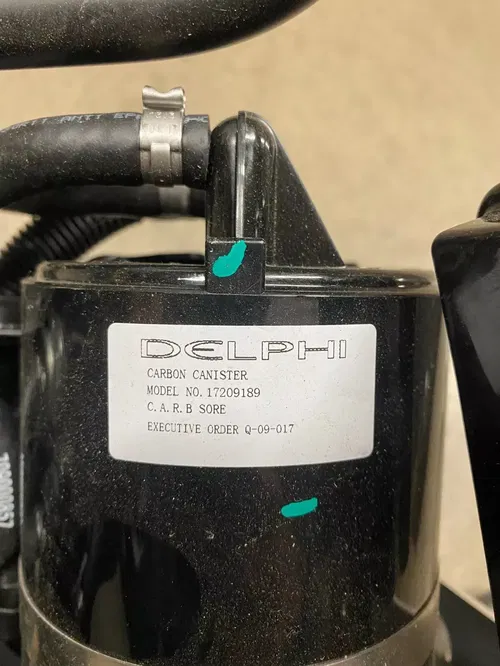 DELPHI
CARBON CANISTER
MODEL NO. 17209189
C.A.R.B SORE
EXECUTIVE ORDER Q-09-017